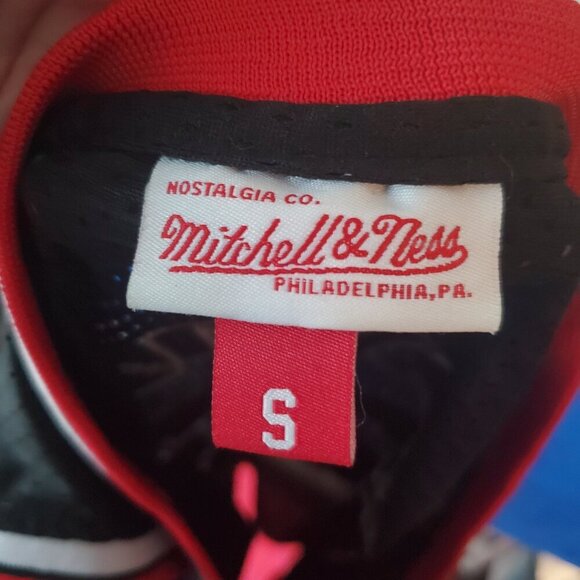 NOSTALGIA CO.
Mitchell & Ness
PHILADELPHIA, PA.
S